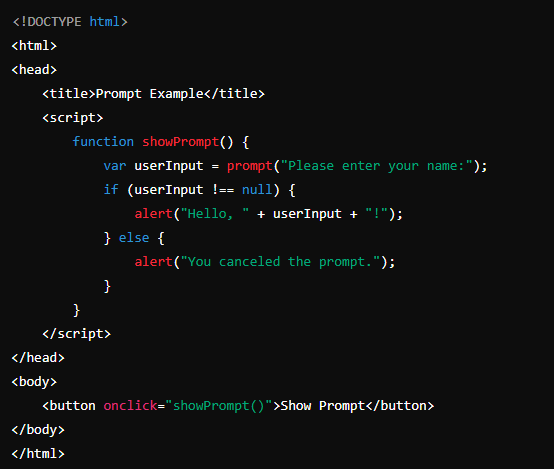 <!DOCTYPE html>
<html>
<head>
    <title>Prompt Example</title>
    <script>
        function showPrompt() {
            var userInput = prompt("Please enter your name:");
            if (userInput !== null) {
                alert("Hello, " + userInput + "!");
            } else {
                alert("You canceled the prompt.");
            }
        }
    </script>
</head>
<body>
    <button onclick="showPrompt()">Show Prompt</button>
</body>
</html>